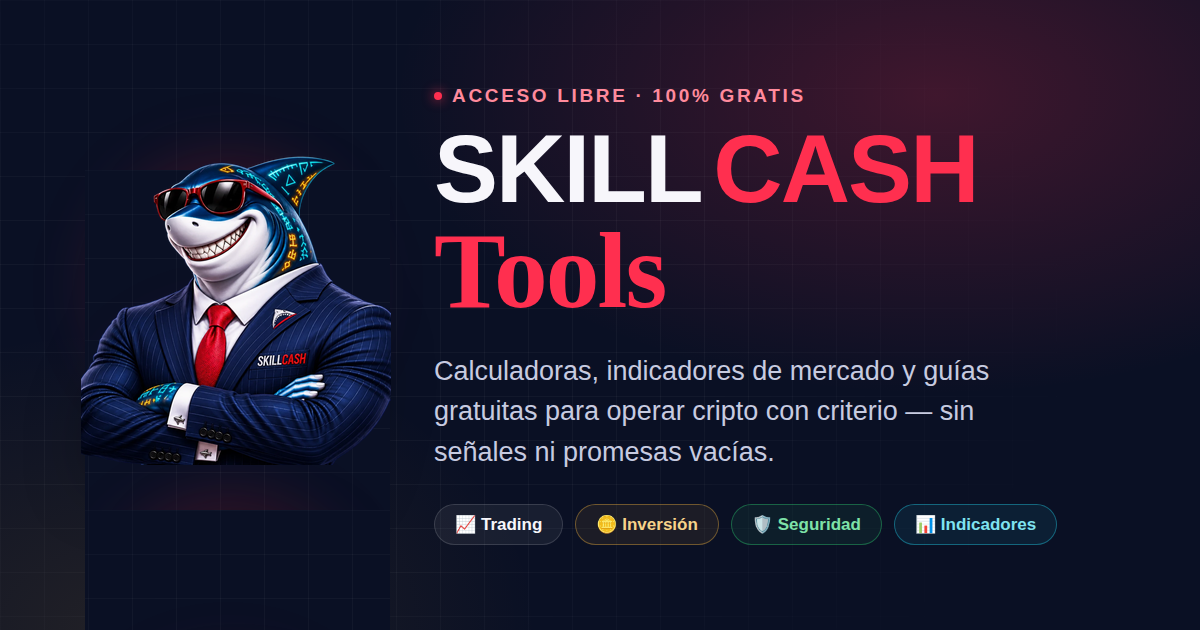 ACCESO LIBRE · 100% GRATIS
SKILL CASH
Tools
SKILLCASH
Calculadoras, indicadores de mercado y guías
gratuitas para operar cripto con criterio — sin
señales ni promesas vacías.
📈 Trading
🪙 Inversión
🛡️ Seguridad
📊 Indicadores